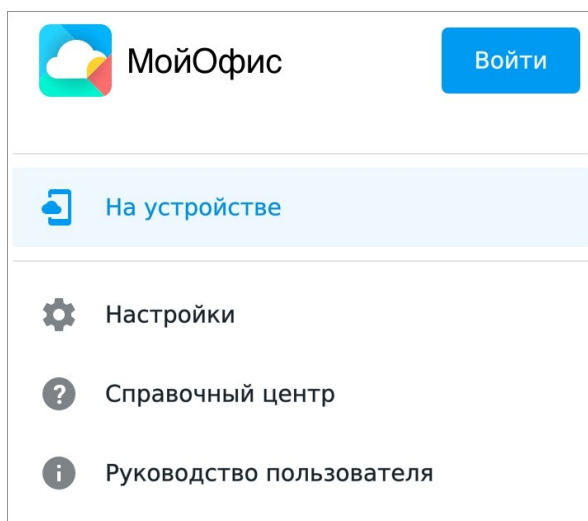 МойОфис
Войти
На устройстве
Настройки
Справочный центр
Руководство пользователя